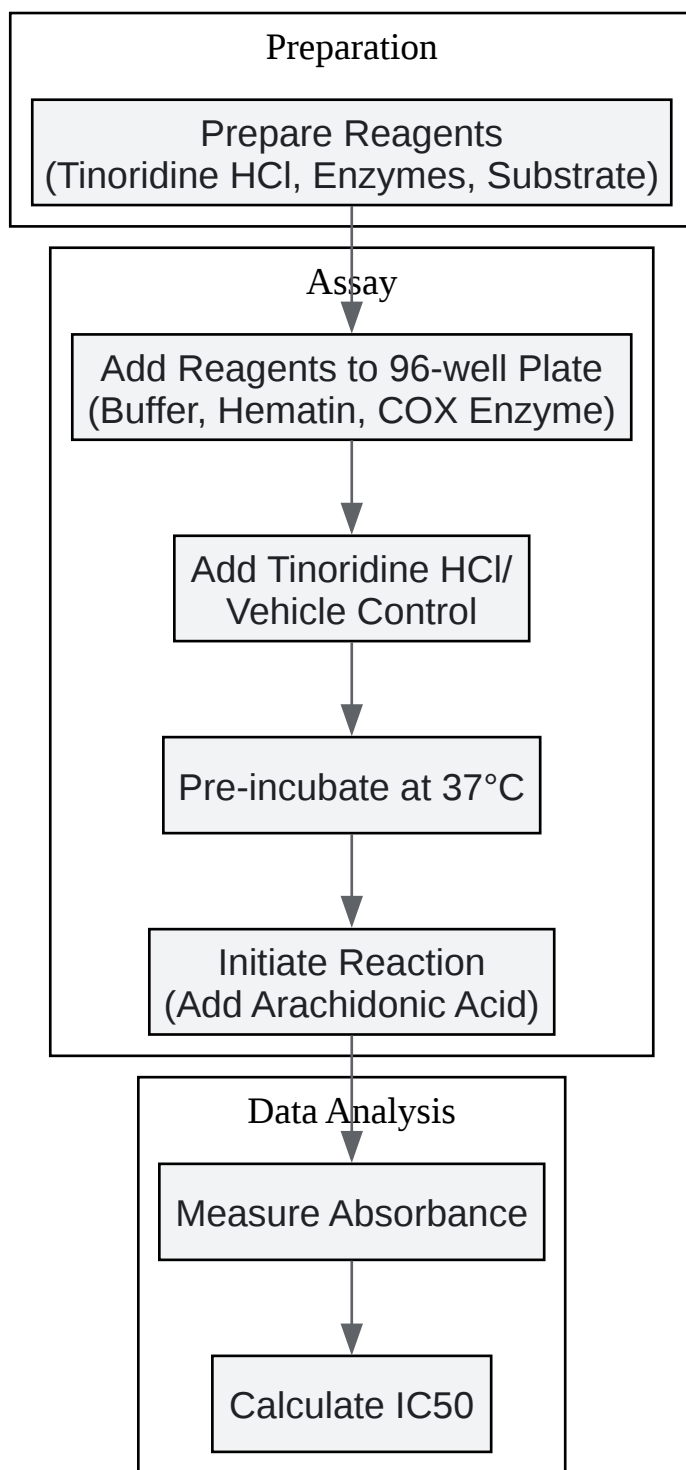 Preparation
Prepare Reagents
(Tinoridine HCl, Enzymes, Substrate)
Assay
Add Reagents to 96-well Plate
(Buffer, Hematin, COX Enzyme)
Add Tinoridine HCl/
Vehicle Control
Pre-incubate at 37°C
Initiate Reaction
(Add Arachidonic Acid)
Data Analysis
Measure Absorbance
Calculate IC50